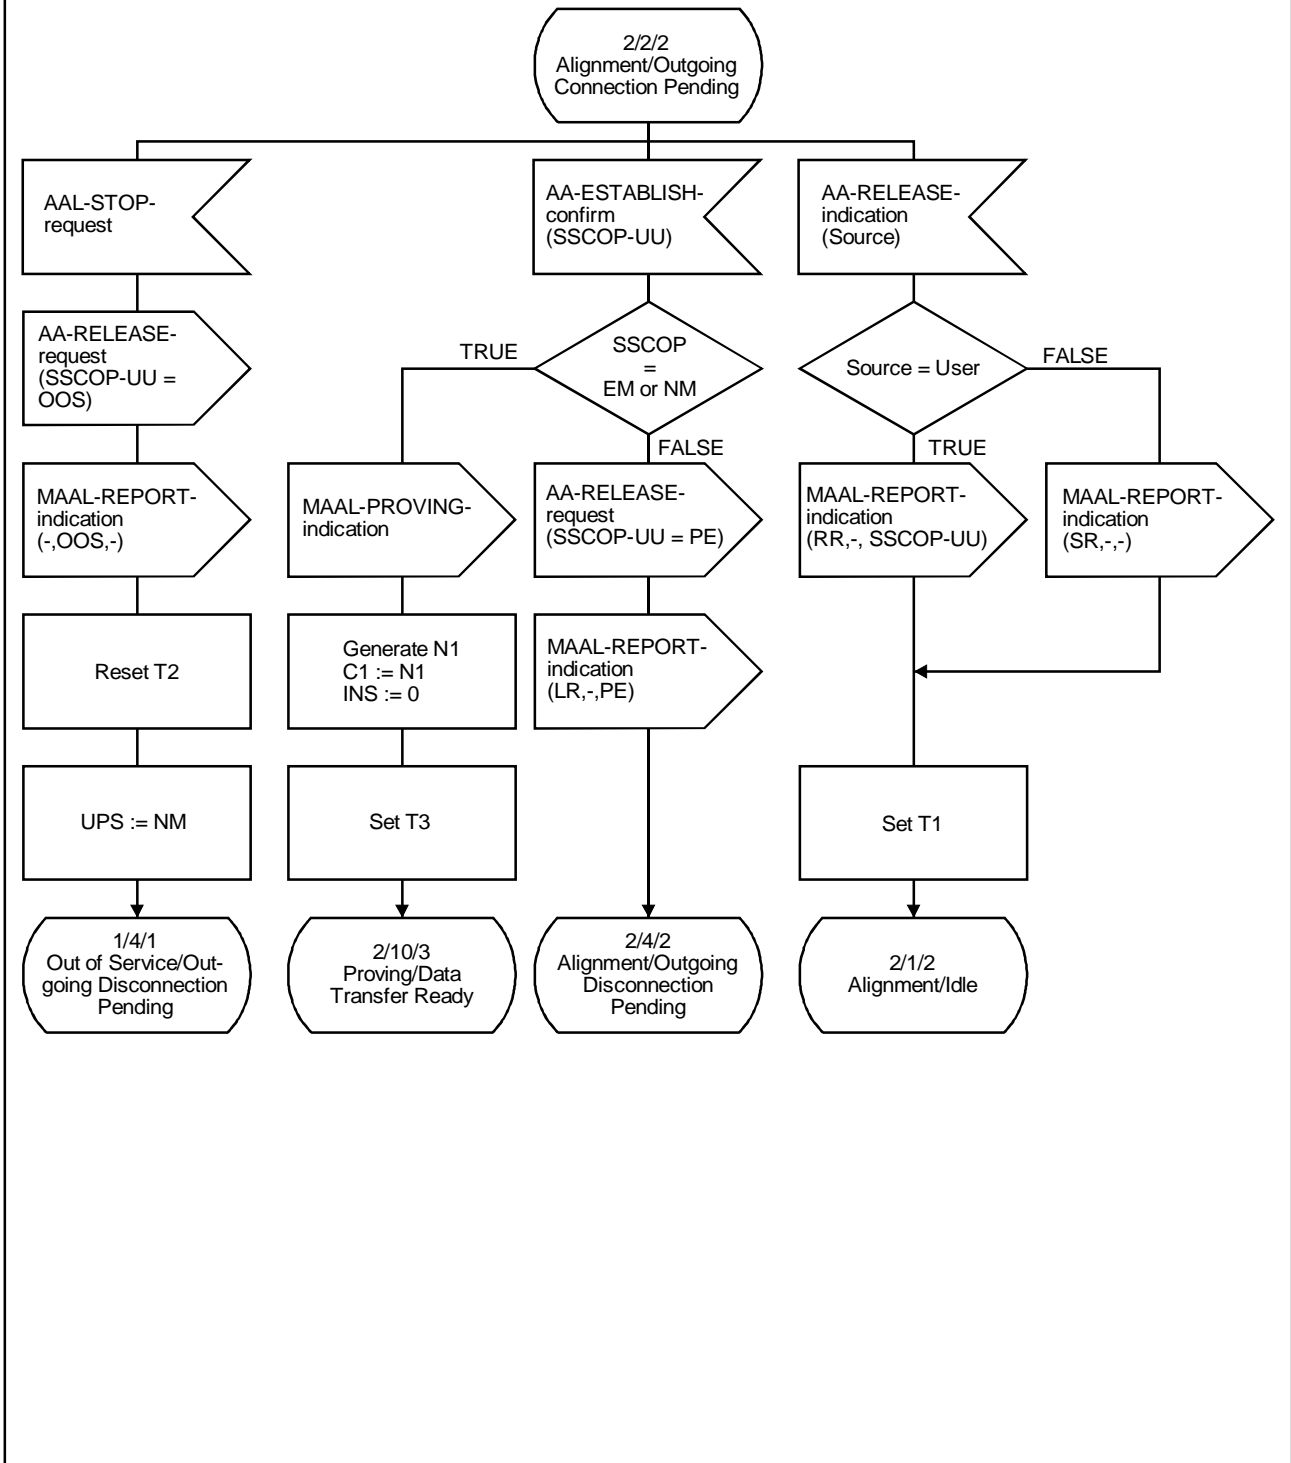 2/2/2
Alignment/Outgoing
Connection Pending
AAL-STOP-
request
AA-ESTABLISH-
confirm
(SSCOP-UU)
AA-RELEASE-
indication
(Source)
AA-RELEASE-
request
(SSCOP-UU =
OOS)
TRUE
SSCOP
=
EM or NM
FALSE
Source = User
FALSE
TRUE
MAAL-REPORT-
indication
(-,OOS,-)
MAAL-PROVING-
indication
AA-RELEASE-
request
(SSCOP-UU = PE)
MAAL-REPORT-
indication
(RR,-, SSCOP-UU)
MAAL-REPORT-
indication
(SR,-,-)
Reset T2
Generate N1
C1 := N1
INS := 0
MAAL-REPORT-
indication
(LR,-,PE)
UPS := NM
Set T3
Set T1
1/4/1
Out of Service/Out-
going Disconnection
Pending
2/10/3
Proving/Data
Transfer Ready
2/4/2
Alignment/Outgoing
Disconnection
Pending
2/1/2
Alignment/Idle